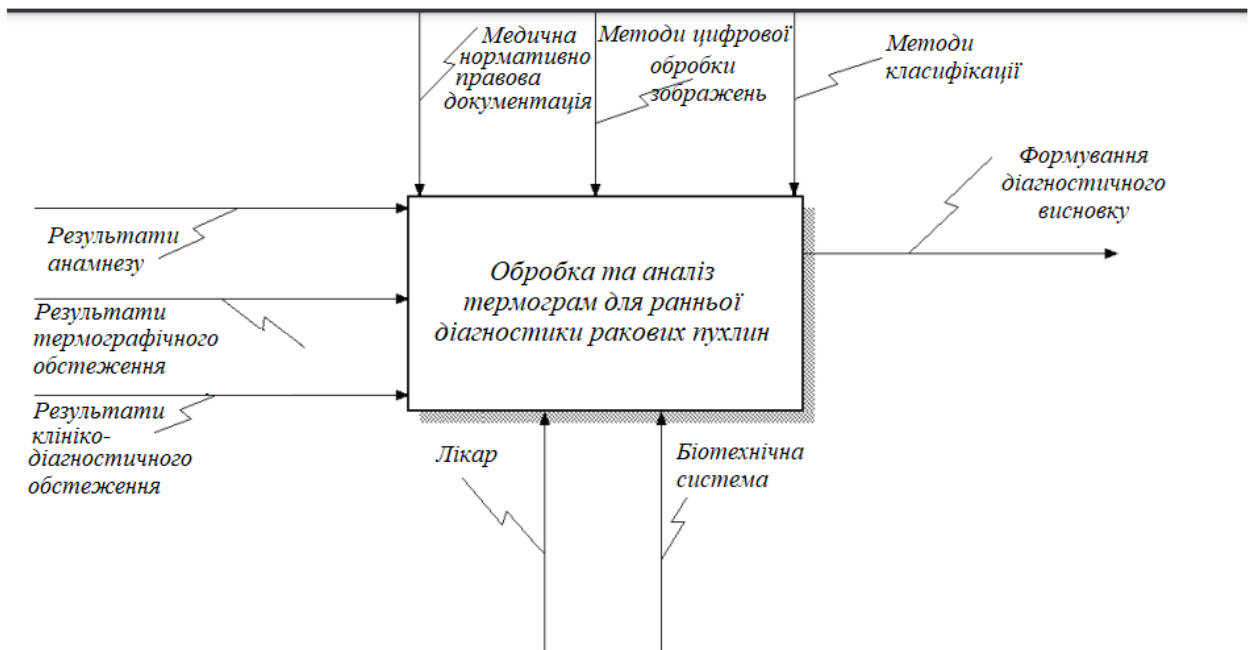 Медична
нормативно
правова
документація
Методи цифрової
обробки
зображень
Методи
класифікації
Формування
діагностичного
висновку
Результати
анамнезу
Результати
термографічного
обстеження
Результати
клініко-
діагностичного
обстеження
Обробка та аналіз
термограм для ранньої
діагностики ракових пухлин
Лікар
Біотехнічна
система